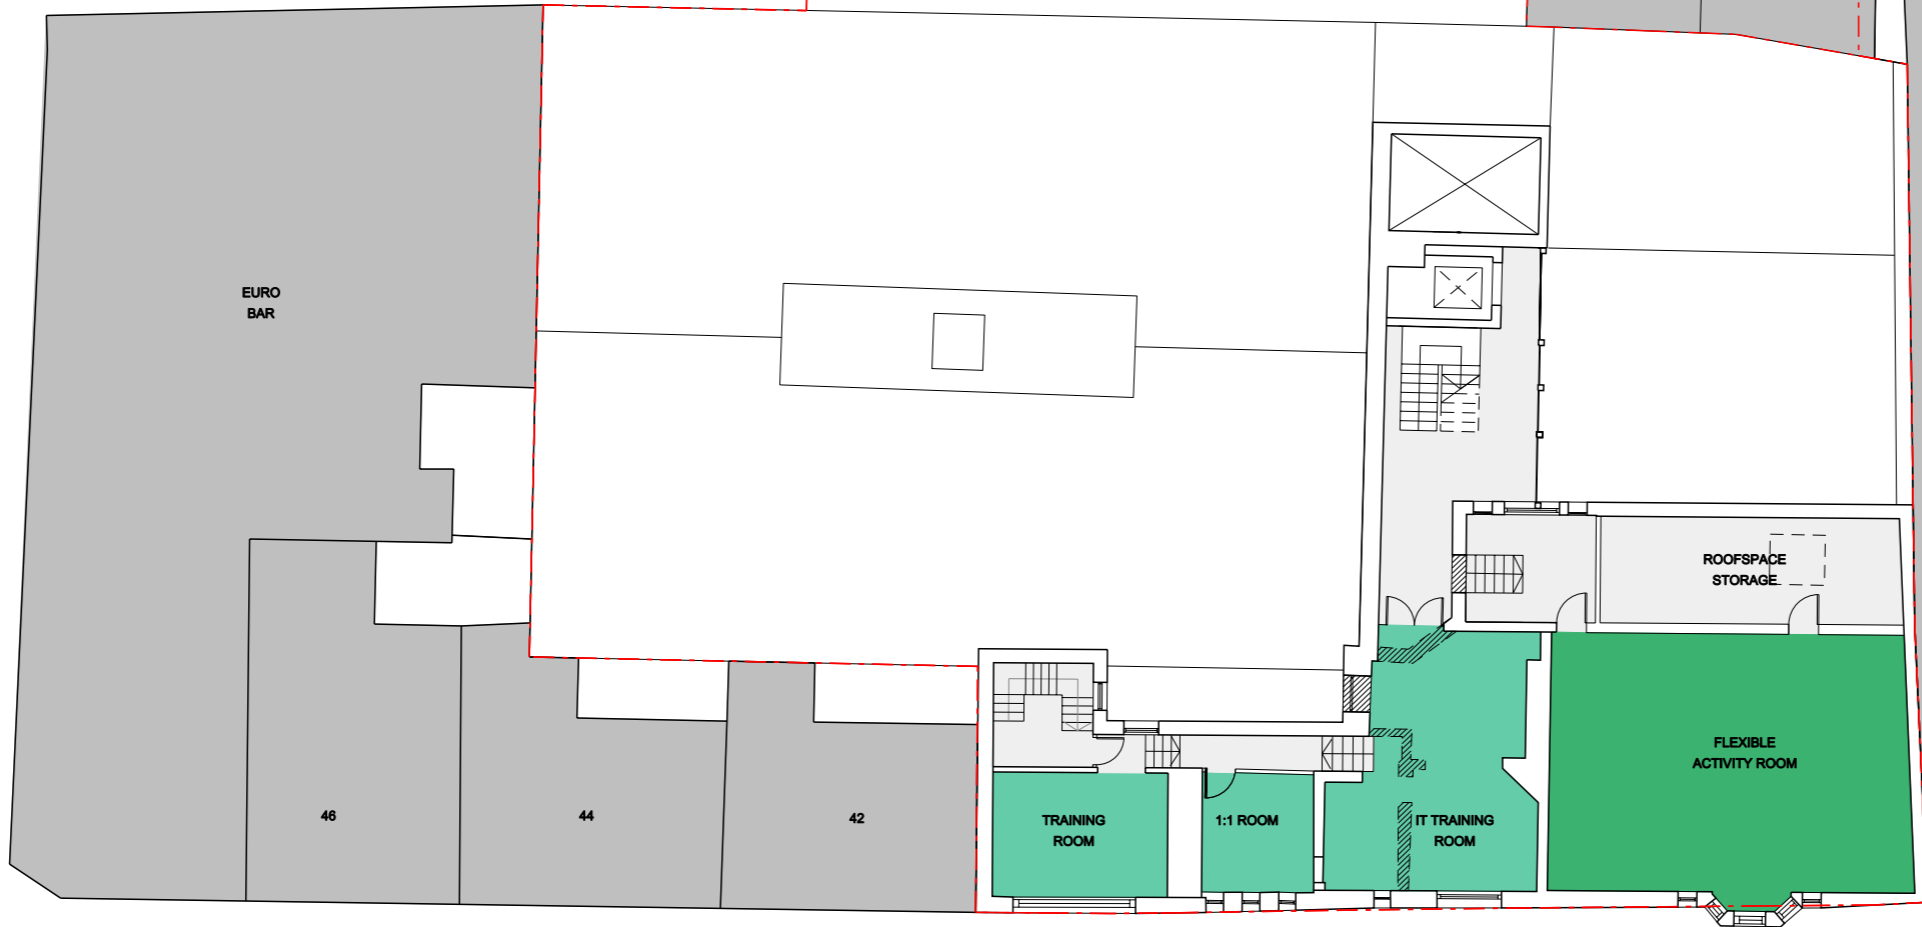 EURO
BAR
ROOFSPACE
STORAGE
FLEXIBLE
ACTIVITY ROOM
46
44
42
TRAINING
ROOM
1:1 ROOM
IT TRAINING
ROOM